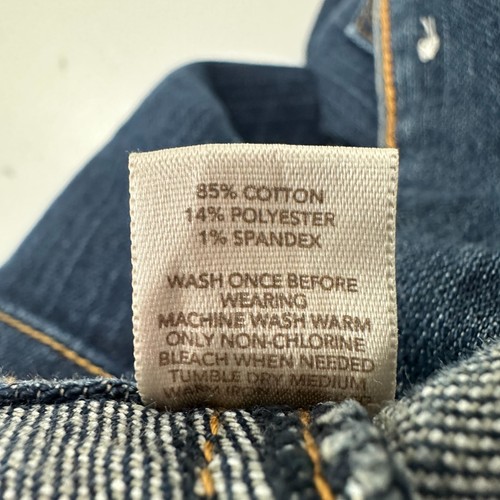 85% COTTON
14% POLYESTER
1% SPANDEX
WASH ONCE BEFORE
WEARING
MACHINE WASH WARM
ONLY NON-CHLORINE
BLEACH WHEN NEEDED
TUMBLE DRY MEDIUM
WARM